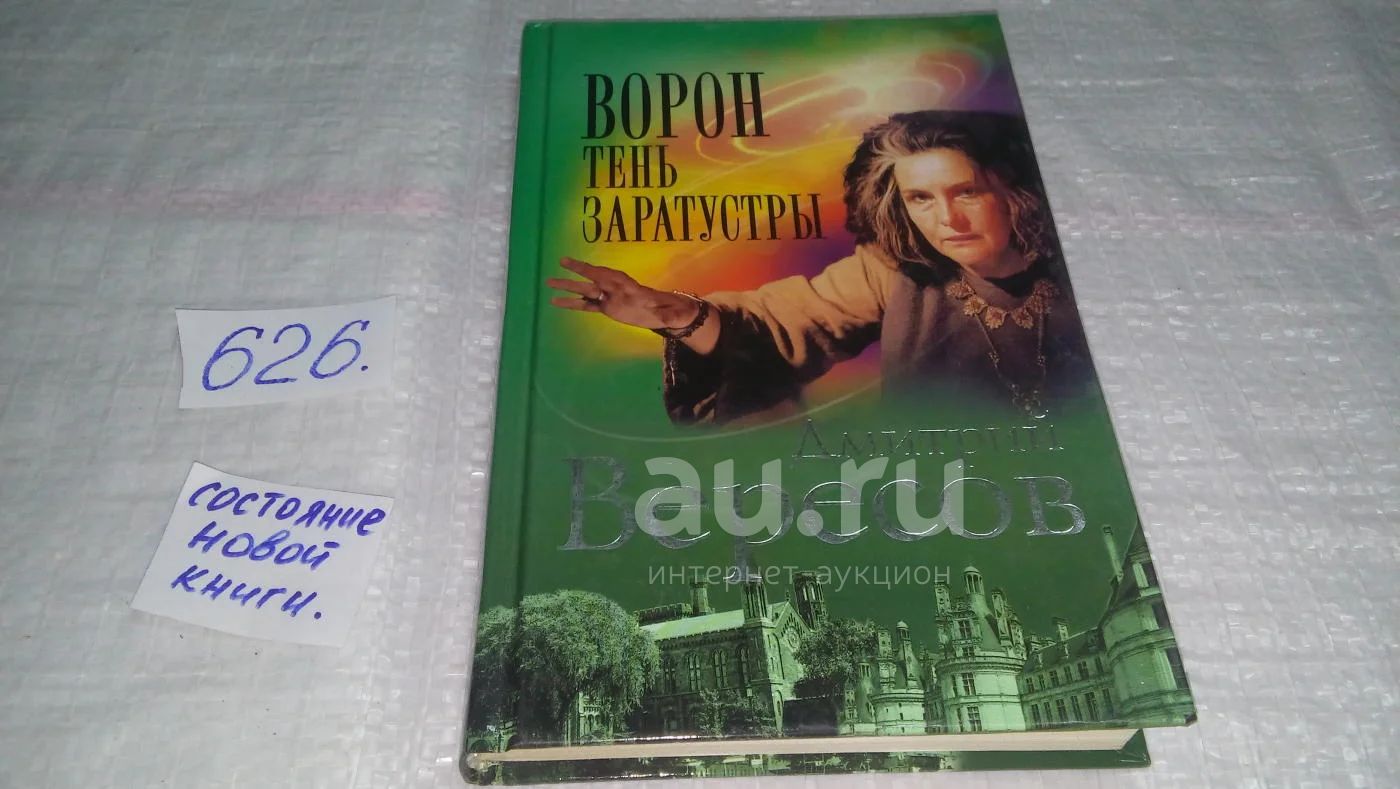 ВОРОН
ТЕНЬ
ЗАРАТУСТРЫ
Дмитрий
Вересов
au.ru
интернет-аукцион
626.
состояние
новой
книги.